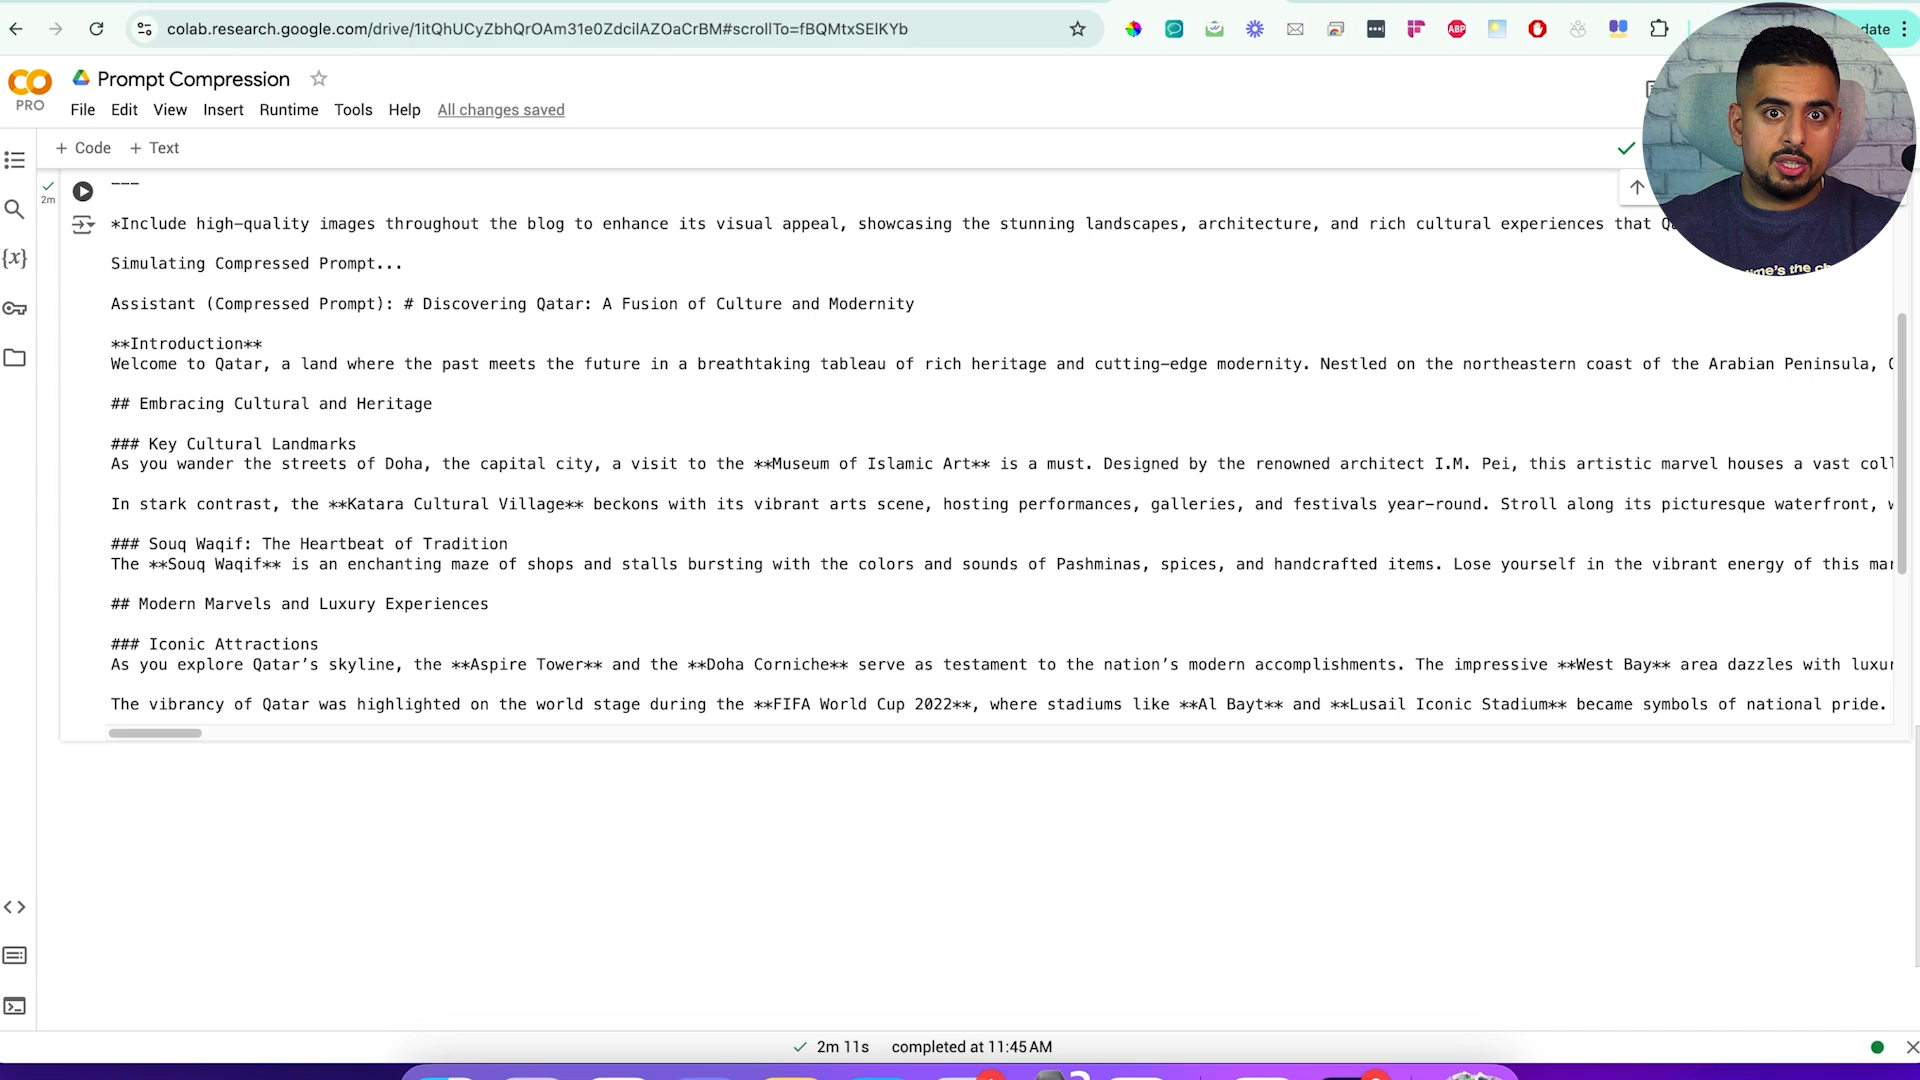 colab.research.google.com/drive/1itQhUCyZbhQrOAm31e0ZdcilAZOaCrBM#scrollTo=fBQMtxSElKYb
ABP
date
PRO
Prompt Compression
File Edit View Insert Runtime Tools Help All changes saved
+ Code + Text
2m
---
*Include high-quality images throughout the blog to enhance its visual appeal, showcasing the stunning landscapes, architecture, and rich cultural experiences that
Simulating Compressed Prompt...
Assistant (Compressed Prompt): # Discovering Qatar: A Fusion of Culture and Modernity
**Introduction**
Welcome to Qatar, a land where the past meets the future in a breathtaking tableau of rich heritage and cutting-edge modernity. Nestled on the northeastern coast of the Arabian Peninsula,
## Embracing Cultural and Heritage
### Key Cultural Landmarks
As you wander the streets of Doha, the capital city, a visit to the **Museum of Islamic Art** is a must. Designed by the renowned architect I.M. Pei, this artistic marvel houses a vast coll
In stark contrast, the **Katara Cultural Village** beckons with its vibrant arts scene, hosting performances, galleries, and festivals year-round. Stroll along its picturesque waterfront,
### Souq Waqif: The Heartbeat of Tradition
The **Souq Waqif** is an enchanting maze of shops and stalls bursting with the colors and sounds of Pashminas, spices, and handcrafted items. Lose yourself in the vibrant energy of this mar
## Modern Marvels and Luxury Experiences
### Iconic Attractions
As you explore Qatar’s skyline, the **Aspire Tower** and the **Doha Corniche** serve as testament to the nation’s modern accomplishments. The impressive **West Bay** area dazzles with luxur
The vibrancy of Qatar was highlighted on the world stage during the **FIFA World Cup 2022**, where stadiums like **Al Bayt** and **Lusail Iconic Stadium** became symbols of national pride.
2m 11s completed at 11:45 AM